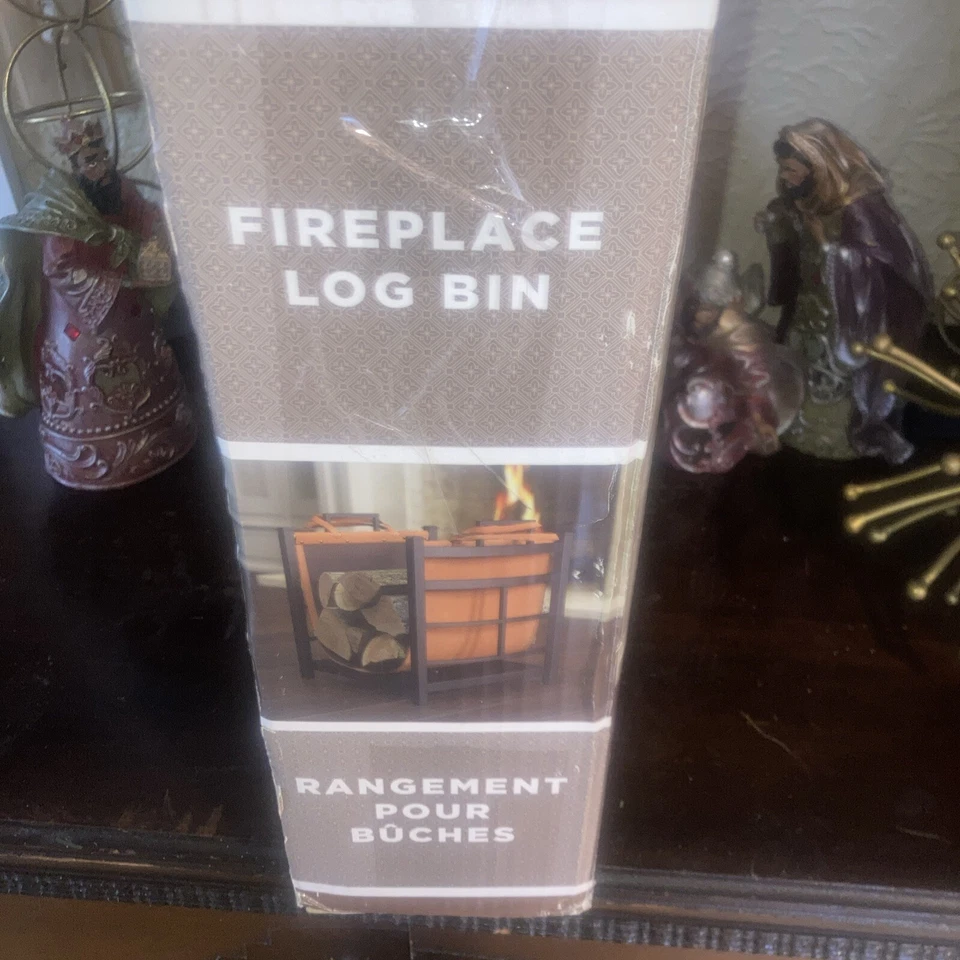 FIREPLACE
LOG BIN
RANGEMENT
POUR
BÛCHES